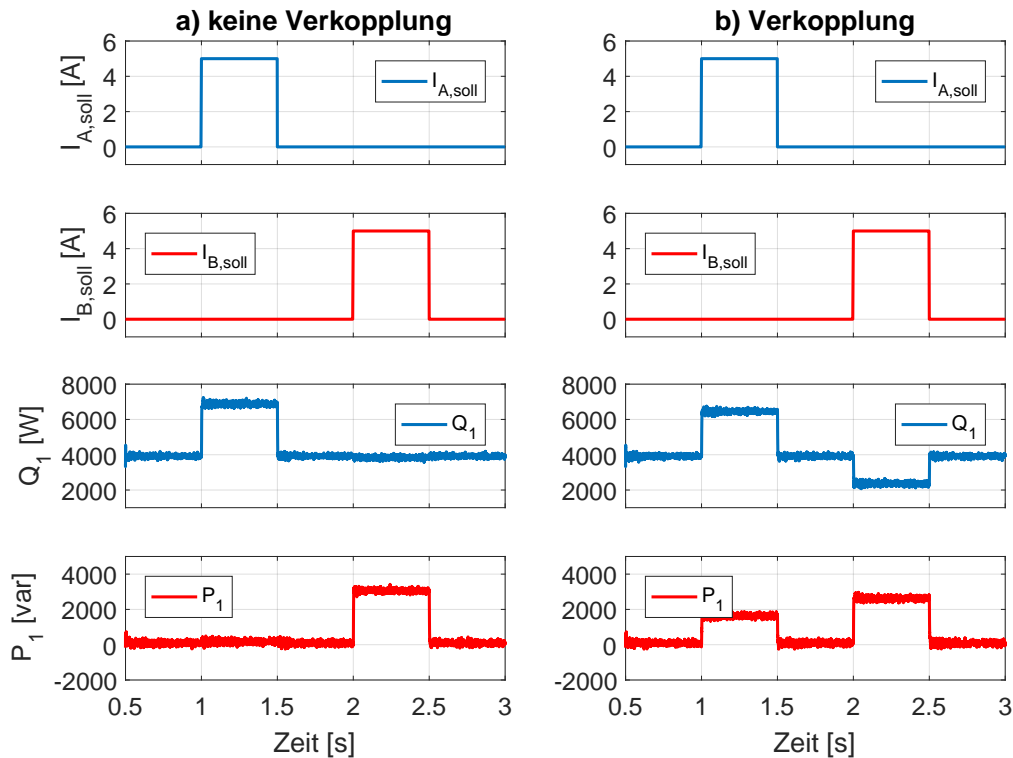 a) keine Verkopplung
b) Verkopplung
I_A,soll [A]
6
4
2
0
I_A,soll
6
4
2
0
I_A,soll
I_B,soll [A]
6
4
2
0
I_B,soll
6
4
2
0
I_B,soll
Q_1 [W]
8000
6000
4000
2000
Q_1
8000
6000
4000
2000
Q_1
P_1 [var]
4000
2000
0
-2000
P_1
4000
2000
0
-2000
P_1
0.5 1 1.5 2 2.5 3
0.5 1 1.5 2 2.5 3
Zeit [s]
Zeit [s]